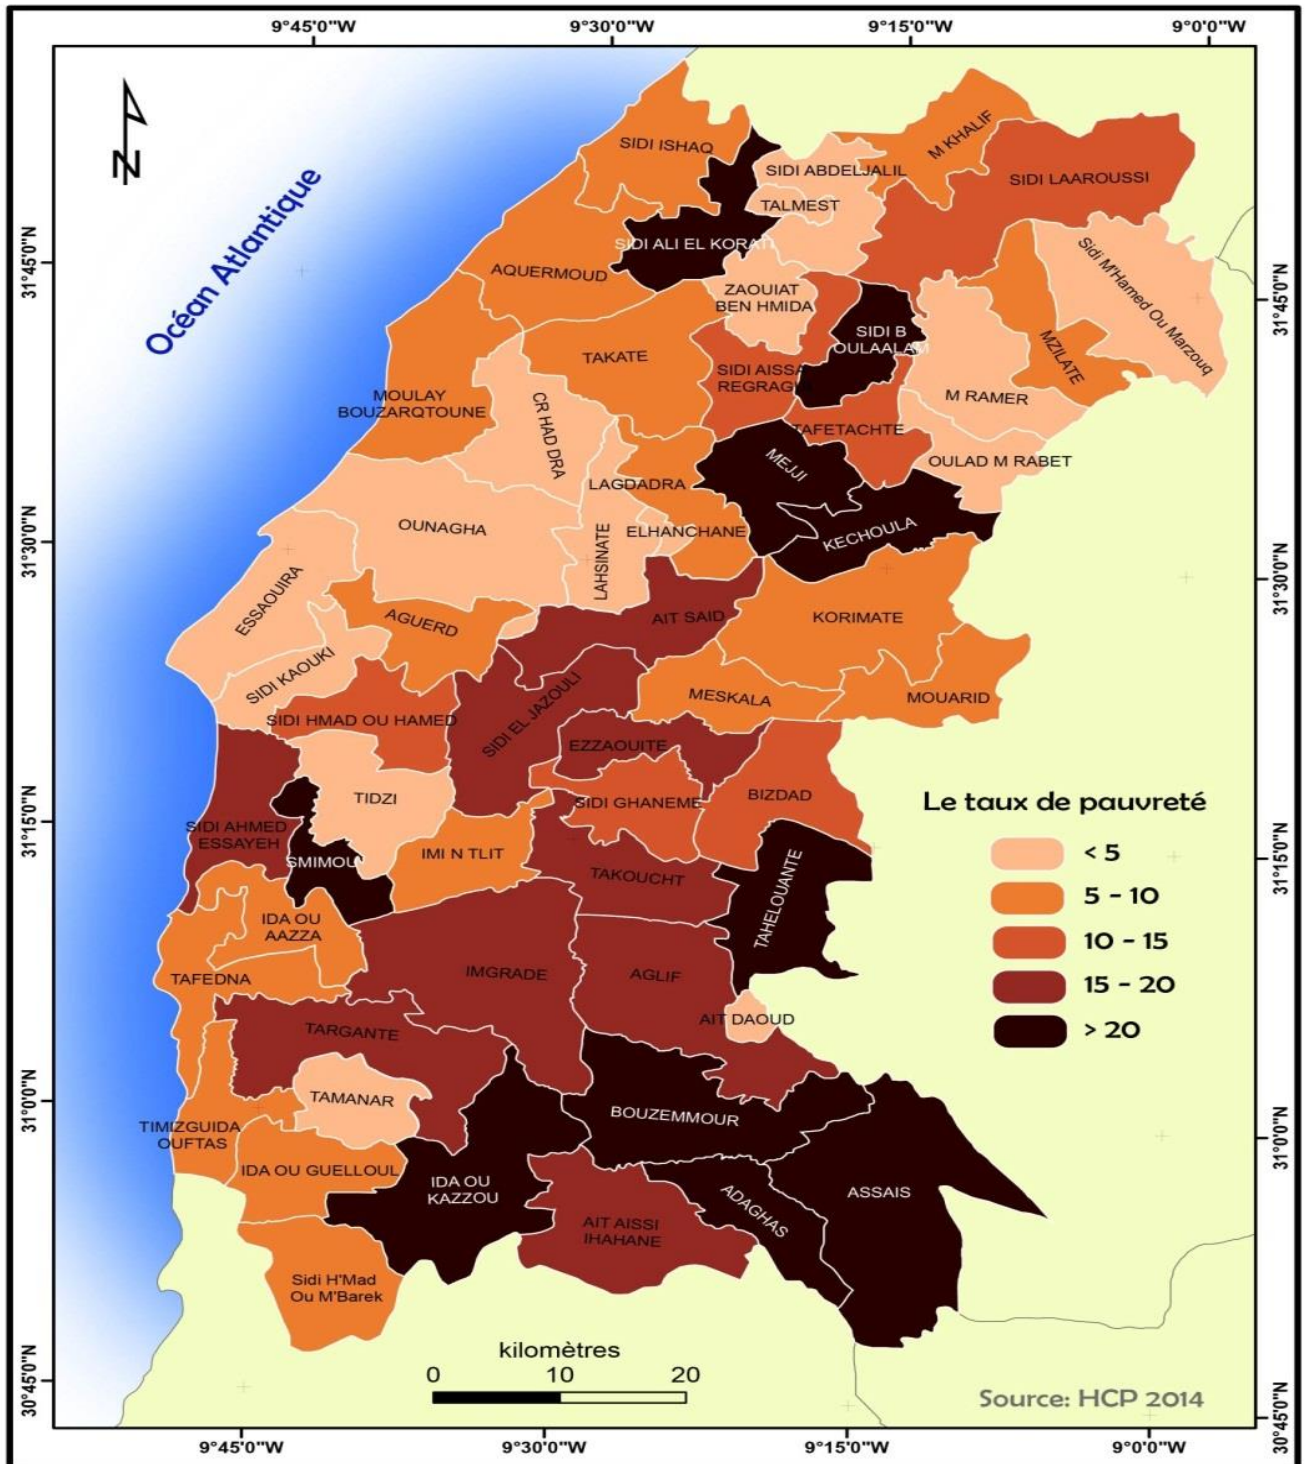 9°45'0"W
9°30'0"W
9°15'0"W
9°0'0"W
N
Océan Atlantique
31°45'0"N
31°30'0"N
31°15'0"N
31°0'0"N
30°45'0"N
31°45'0"N
31°30'0"N
31°15'0"N
31°0'0"N
30°45'0"N
SIDI ISHAQ
M KHALIF
SIDI ABDELJALIL
SIDI LAAROUSSI
TALMEST
SIDI ALI EL KORATI
Sidi M'Hamed Ou Marzouq
AQUERMOUD
ZAOUIAT
BEN HMIDA
SIDI B
OULAALAM
MZILATE
TAKATE
SIDI AISSA
REGRAGUI
M RAMER
MOULAY
BOUZARQTOUNE
CR HAD DRA
TAFETACHTE
OULAD M RABET
MEJJI
LAGDADRA
OUNAGHA
LAHSINATE
ELHANCHANE
KECHOULA
ESSAOUIRA
AGUERD
AIT SAID
KORIMATE
SIDI KAOUKI
MESKALA
MOUARID
SIDI HMAD OU HAMED
SIDI EL JAZOULI
EZZAOUITE
TIDZI
SIDI GHANEME
BIZDAD
SIDI AHMED
ESSAYEH
SMIMOU
IMI N TLIT
TAKOUCHT
TAHELOUANTE
IDA OU
AAZZA
TAFEDNA
IMGRADE
AGLIF
AIT DAOUD
TARGANTE
TAMANAR
BOUZEMMOUR
TIMIZGUIDA
OUFTAS
IDA OU GUELLOUL
IDA OU
KAZZOU
ADAGHAS
ASSAIS
AIT AISSI
IHAHANE
Sidi H'Mad
Ou M'Barek
Le taux de pauvreté
< 5
5 - 10
10 - 15
15 - 20
> 20
kilomètres
0 10 20
Source: HCP 2014
9°45'0"W
9°30'0"W
9°15'0"W
9°0'0"W